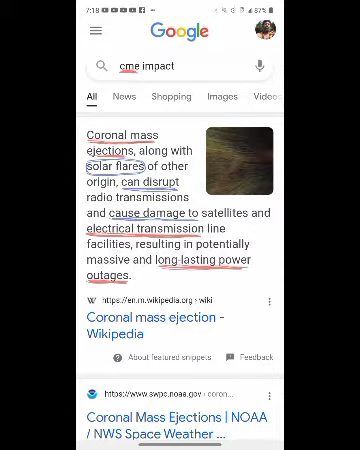 7:18
87%
Google
cme impact
All News Shopping Images Videos
Coronal mass
ejections, along with
solar flares of other
origin, can disrupt
radio transmissions
and cause damage to satellites and
electrical transmission line
facilities, resulting in potentially
massive and long-lasting power
outages.
W https://en.m.wikipedia.org › wiki
Coronal mass ejection -
Wikipedia
About featured snippets Feedback
https://www.swpc.noaa.gov › coron...
Coronal Mass Ejections | NOAA
/ NWS Space Weather ...